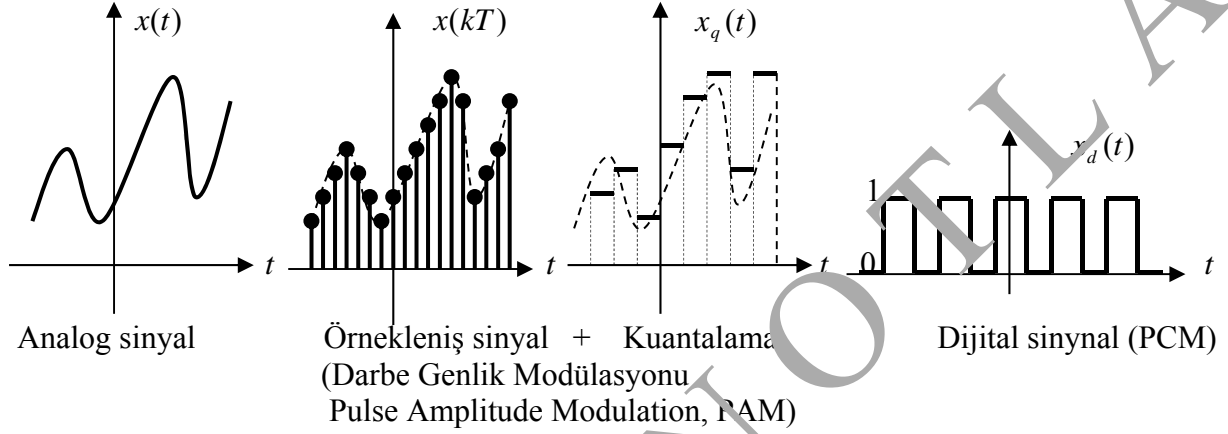 x(t)
x(kT)
x_q(t)
x_d(t)
1
0
t
t
t
t
Analog sinyal
Örnekleniş sinyal + Kuantalama
Dijital sinynal (PCM)
(Darbe Genlik Modülasyonu
Pulse Amplitude Modulation, PAM)
NOTLA